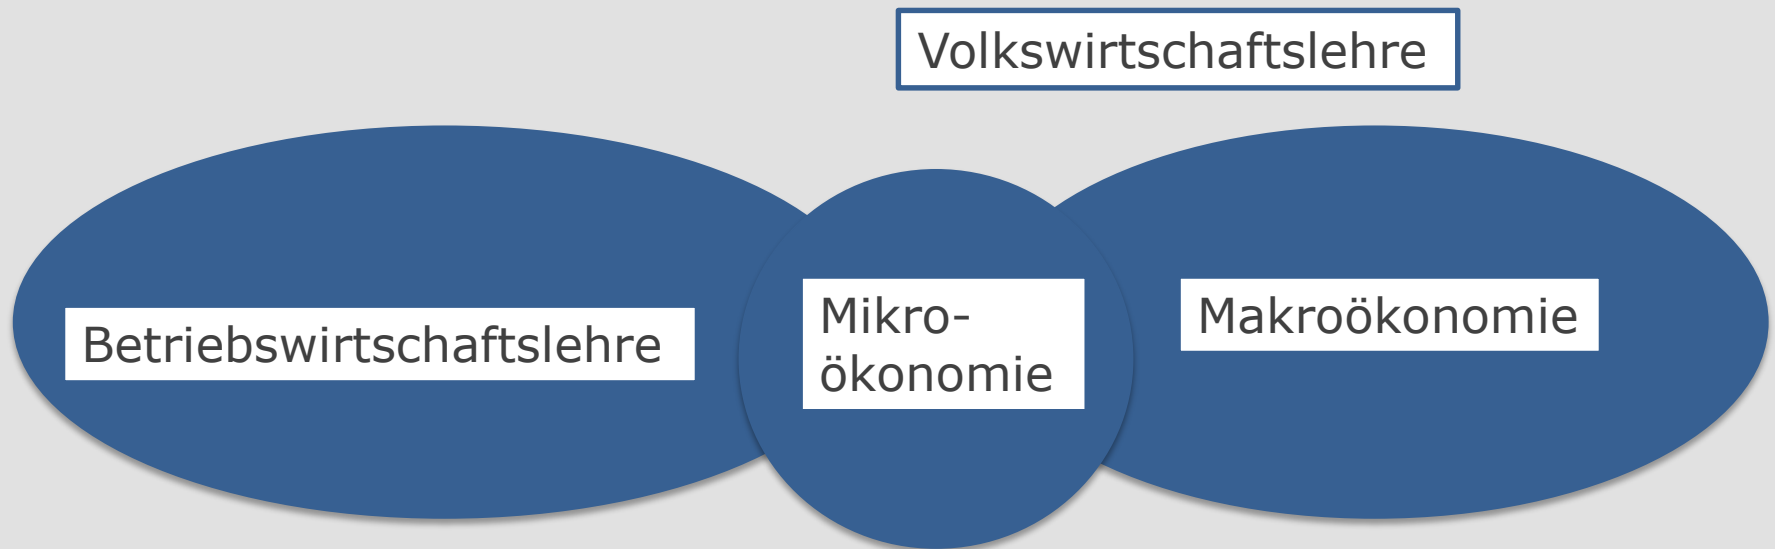 Volkswirtschaftslehre
Betriebswirtschaftslehre
Mikro-
ökonomie
Makroökonomie